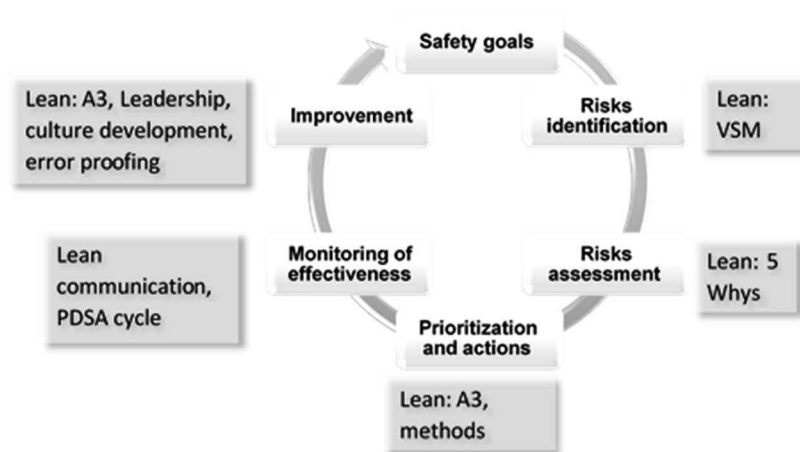 Safety goals
Risks
identification
Lean:
VSM
Risks
assessment
Lean: 5
Whys
Prioritization
and actions
Lean: A3,
methods
Monitoring of
effectiveness
Lean
communication,
PDSA cycle
Improvement
Lean: A3, Leadership,
culture development,
error proofing